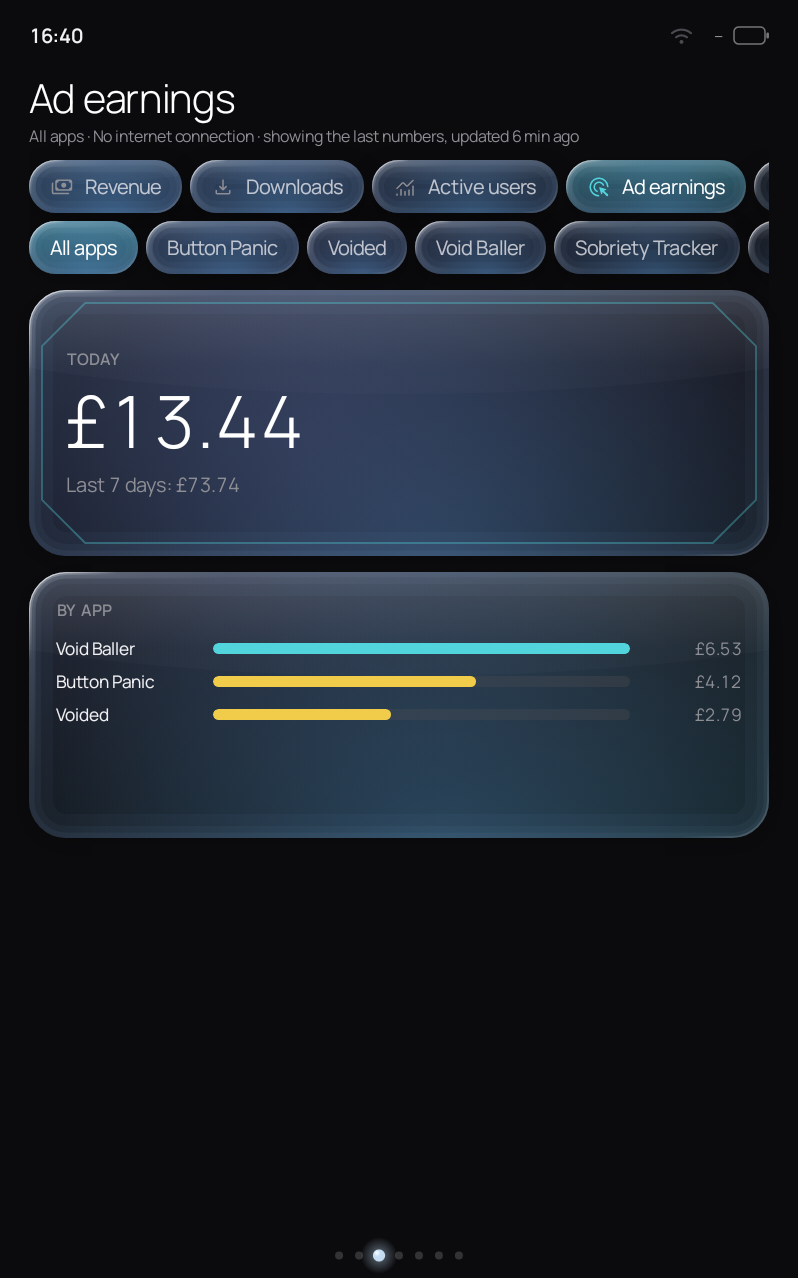 16:40
–
Ad earnings
All apps · No internet connection · showing the last numbers, updated 6 min ago
Revenue Downloads Active users Ad earnings
All apps Button Panic Voided Void Baller Sobriety Tracker
TODAY
£13.44
Last 7 days: £73.74
BY APP
Void Baller £6.53
Button Panic £4.12
Voided £2.79